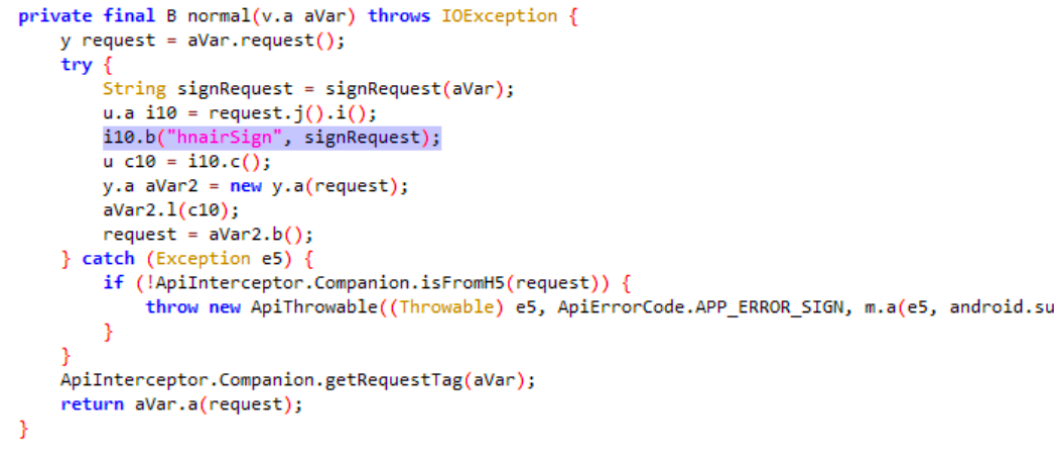 private final B normal(v.a aVar) throws IOException {
y request = aVar.request();
try {
String signRequest = signRequest(aVar);
u.a i10 = request.j().i();
i10.b("hnairSign", signRequest);
u c10 = i10.c();
y.a aVar2 = new y.a(request);
aVar2.l(c10);
request = aVar2.b();
} catch (Exception e5) {
if (!ApiInterceptor.Companion.isFromH5(request)) {
throw new ApiThrowable((Throwable) e5, ApiErrorCode.APP_ERROR_SIGN, m.a(e5, android.su
}
}
ApiInterceptor.Companion.getRequestTag(aVar);
return aVar.a(request);
}